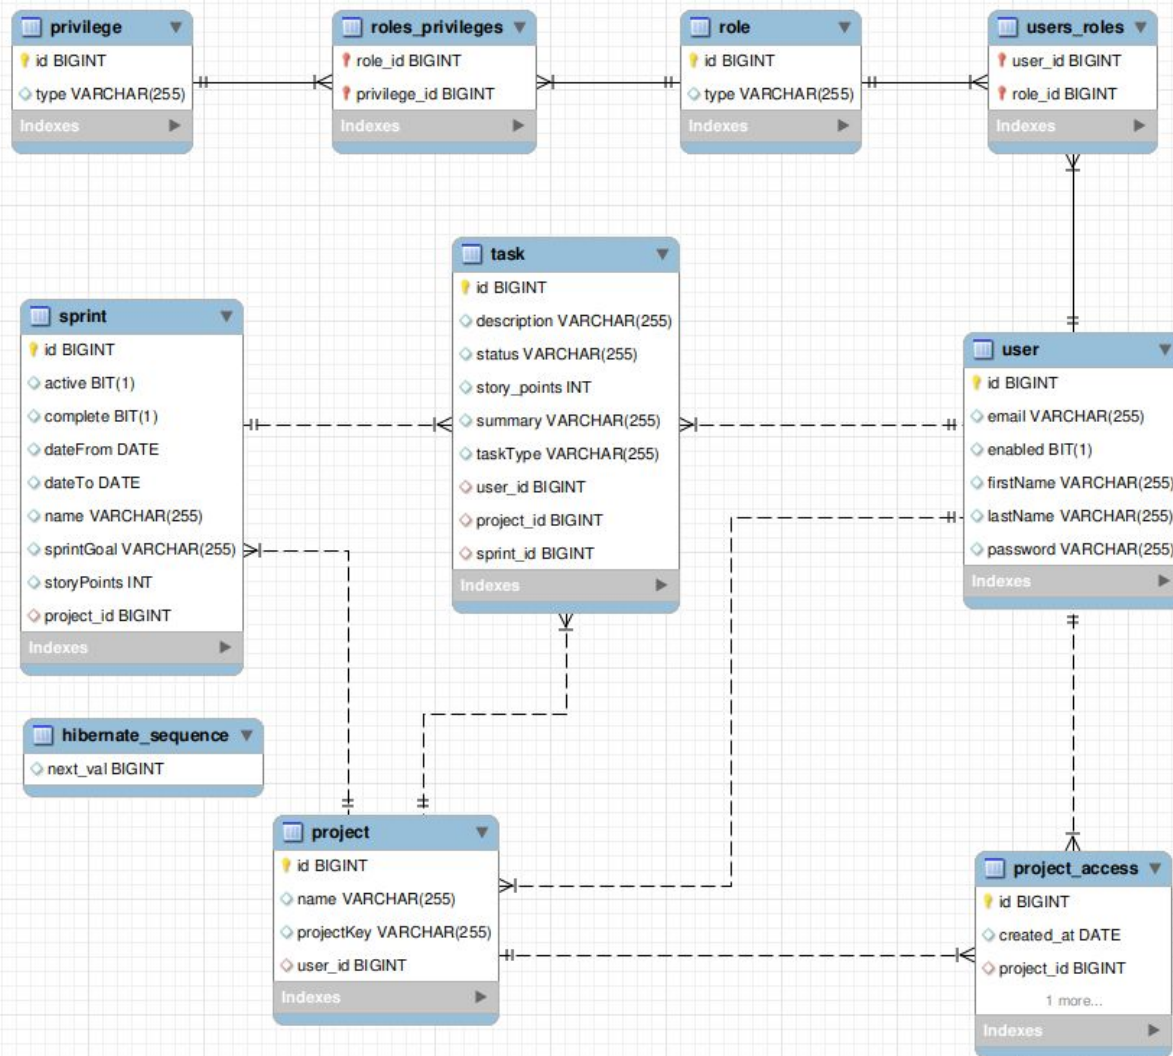 privilege
id BIGINT
type VARCHAR(255)
Indexes
roles_privileges
role_id BIGINT
privilege_id BIGINT
Indexes
role
id BIGINT
type VARCHAR(255)
Indexes
users_roles
user_id BIGINT
role_id BIGINT
Indexes
task
id BIGINT
description VARCHAR(255)
status VARCHAR(255)
story_points INT
summary VARCHAR(255)
taskType VARCHAR(255)
user_id BIGINT
project_id BIGINT
sprint_id BIGINT
Indexes
sprint
id BIGINT
active BIT(1)
complete BIT(1)
dateFrom DATE
dateTo DATE
name VARCHAR(255)
sprintGoal VARCHAR(255)
storyPoints INT
project_id BIGINT
Indexes
user
id BIGINT
email VARCHAR(255)
enabled BIT(1)
firstName VARCHAR(255)
lastName VARCHAR(255)
password VARCHAR(255)
Indexes
hibernate_sequence
next_val BIGINT
project
id BIGINT
name VARCHAR(255)
projectKey VARCHAR(255)
user_id BIGINT
Indexes
project_access
id BIGINT
created_at DATE
project_id BIGINT
1 more...
Indexes